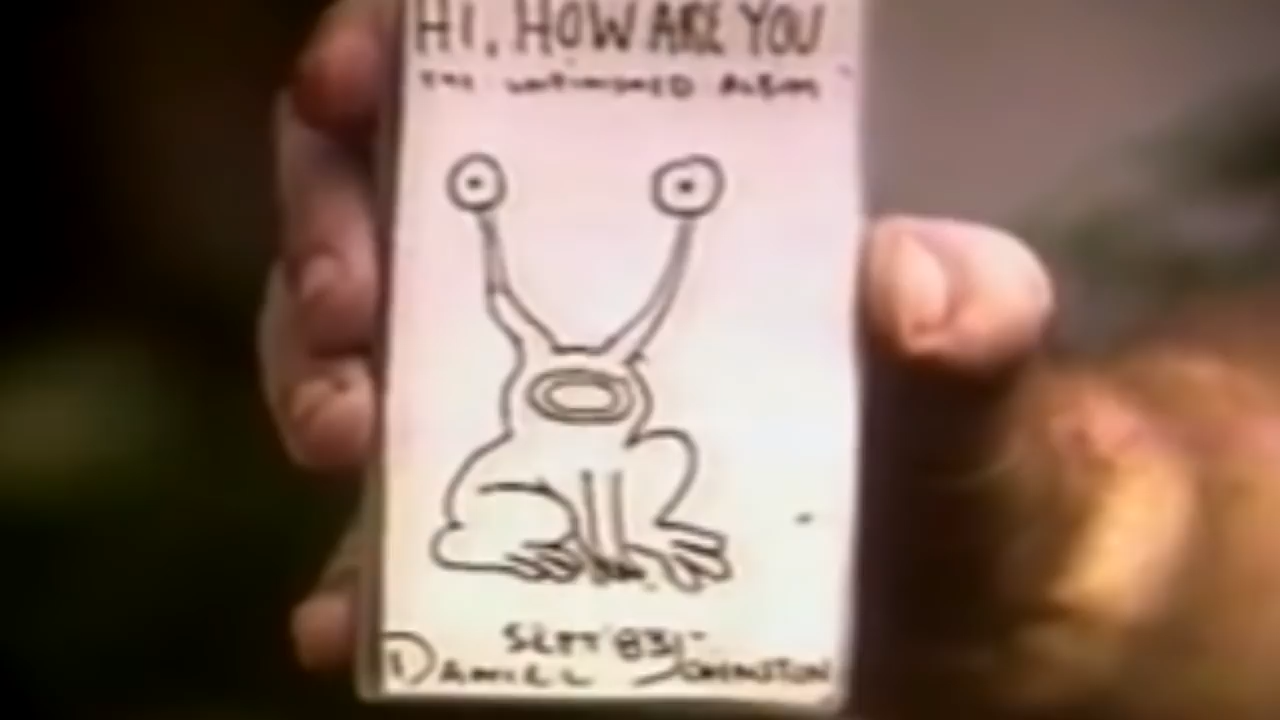 HI, HOW ARE YOU
THE UNFINISHED ALBUM
SEPT 83
DANIEL JOHNSTON